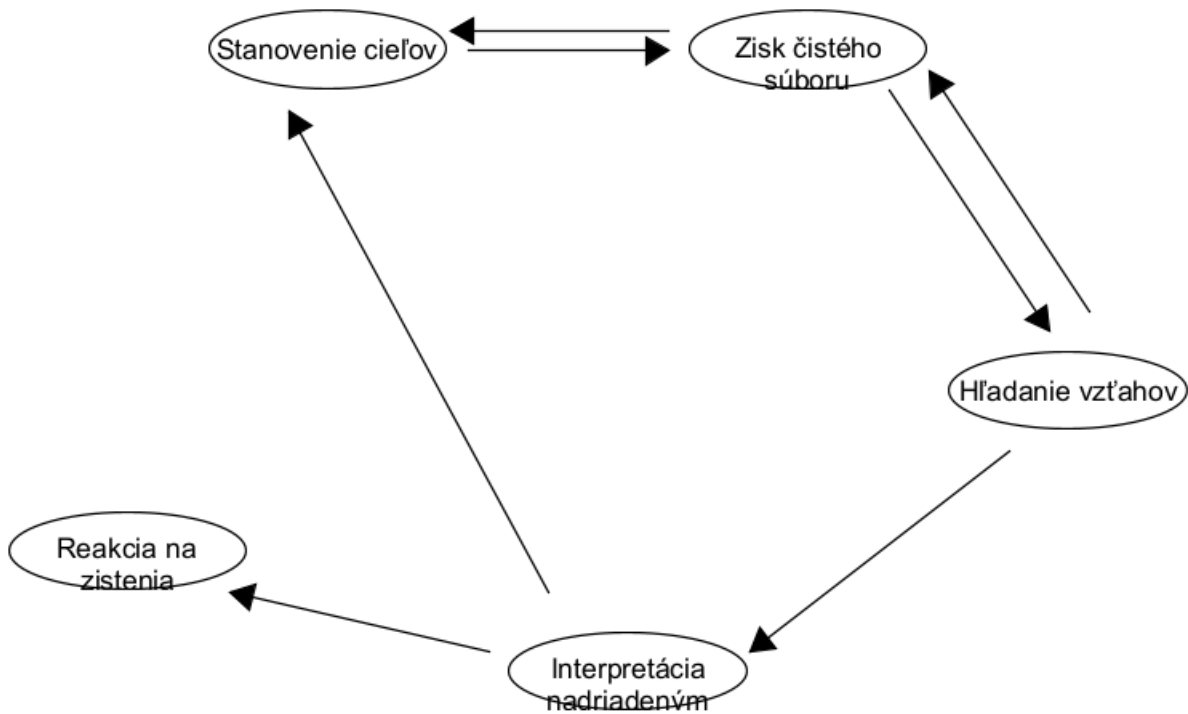 Stanovenie cieľov
Zisk čistého
súboru
Hľadanie vzťahov
Reakcia na
zistenia
Interpretácia
nadriadeným